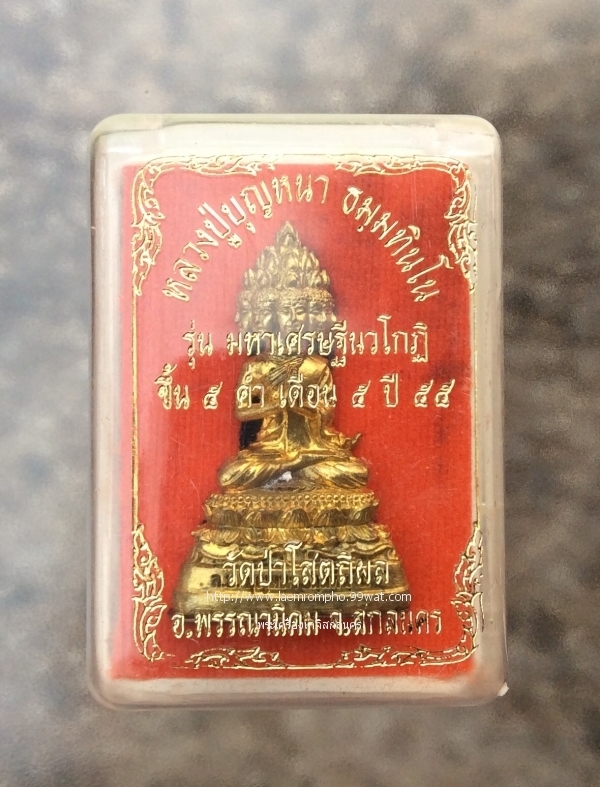 หลวงปู่บุญหนา ธมฺมทินโน
รุ่น มหาเศรษฐีนวโกฏิ
ขึ้น ๕ ค่ำ เดือน ๕ ปี ๕๕
วัดป่าโสตถิผล
http://www.laemrompho.99wat.com
อ.พรรณานิคม จ.สกลนคร